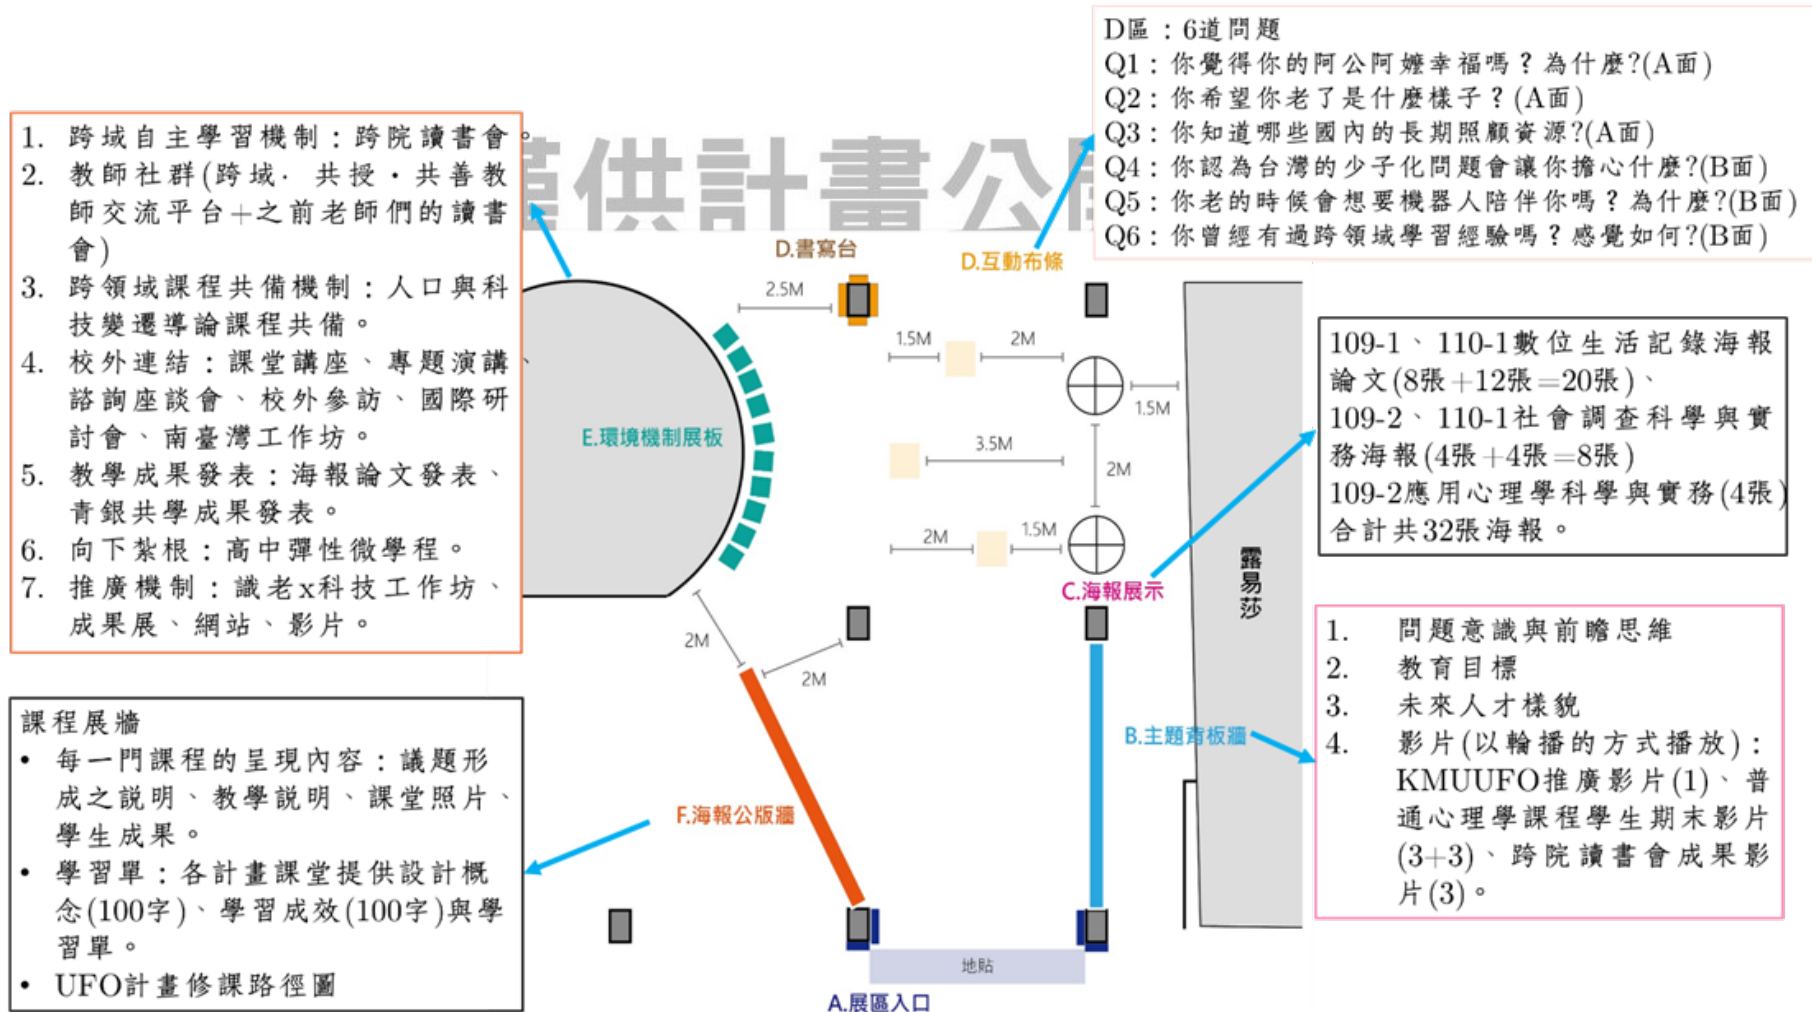 D區：6道問題
Q1：你覺得你的阿公阿嬤幸福嗎？為什麼?(A面)
Q2：你希望你老了是什麼樣子？(A面)
Q3：你知道哪些國內的長期照顧資源?(A面)
Q4：你認為台灣的少子化問題會讓你擔心什麼?(B面)
Q5：你老的時候會想要機器人陪伴你嗎？為什麼?(B面)
Q6：你曾經有過跨領域學習經驗嗎？感覺如何?(B面)
1. 跨域自主學習機制：跨院讀書會。
2. 教師社群(跨域．共授・共善教
師交流平台+之前老師們的讀書
會)
3. 跨領域課程共備機制：人口與科
技變遷導論課程共備。
4. 校外連結：課堂講座、專題演講、
諮詢座談會、校外參訪、國際研
討會、南臺灣工作坊。
5. 教學成果發表：海報論文發表、
青銀共學成果發表。
6. 向下紮根：高中彈性微學程。
7. 推廣機制：識老x科技工作坊、
成果展、網站、影片。
僅供計畫公
D.書寫台
D.互動布條
2.5M
1.5M
2M
1.5M
E.環境機制展板
3.5M
2M
2M
1.5M
C.海報展示
露易莎
2M
2M
109-1、110-1數位生活記錄海報
論文(8張+12張=20張)、
109-2、110-1社會調查科學與實
務海報(4張+4張=8張)
109-2應用心理學科學與實務(4張)
合計共32張海報。
1. 問題意識與前瞻思維
2. 教育目標
3. 未來人才樣貌
4. 影片(以輪播的方式播放)：
KMUUFO推廣影片(1)、普
通心理學課程學生期末影片
(3+3)、跨院讀書會成果影
片(3)。
B.主題背板牆
F.海報公版牆
課程展牆
• 每一門課程的呈現內容：議題形
成之說明、教學說明、課堂照片、
學生成果。
• 學習單：各計畫課堂提供設計概
念(100字)、學習成效(100字)與學
習單。
• UFO計畫修課路徑圖
地貼
A.展區入口